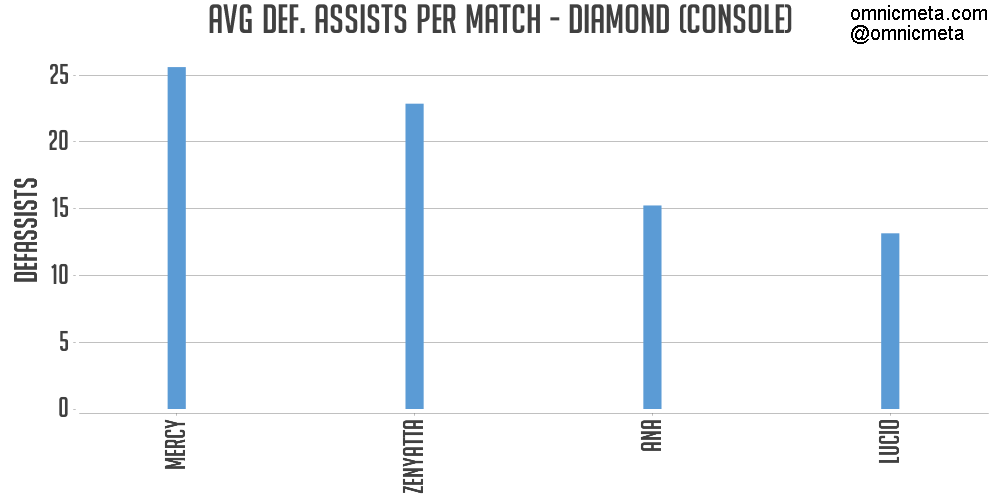 AVG DEF. ASSISTS PER MATCH - DIAMOND (CONSOLE)
omnicmeta.com
@omnicmeta
DEFASSISTS
25
20
15
10
5
0
MERCY
ZENYATTA
ANA
LUCIO